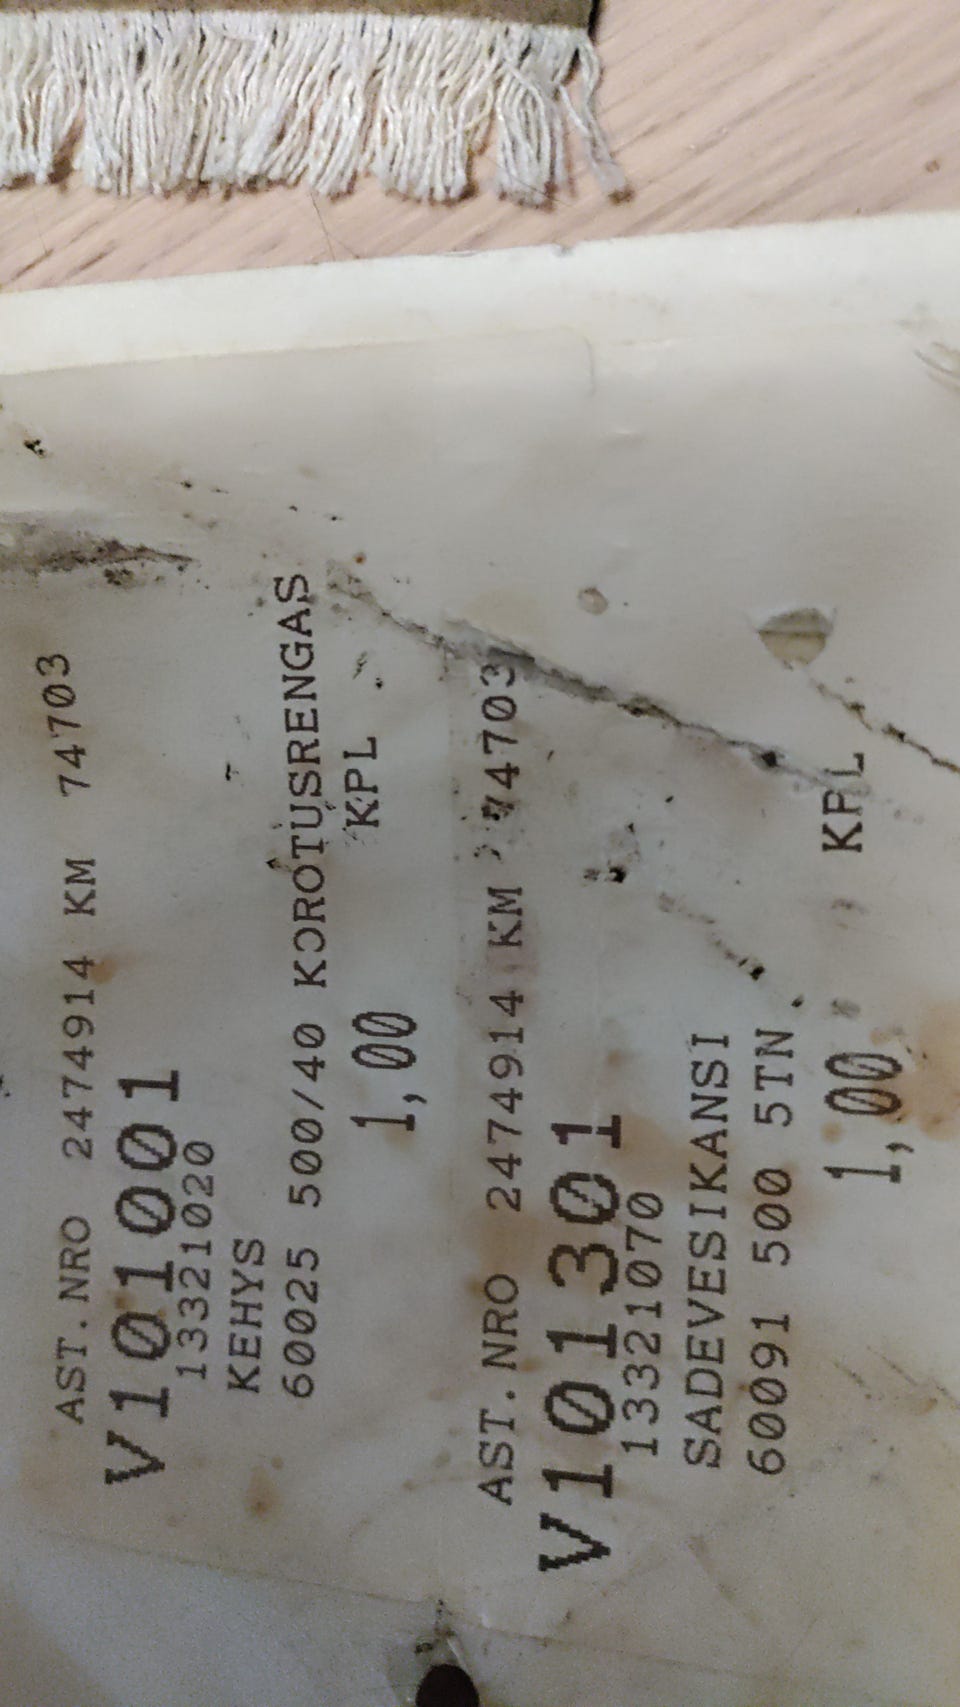 AST.NRO 2474914 KM 74703
V101001
13321020
KEHYS
60025 500/40 KOROTUSRENGAS
1,00 KPL
AST.NRO 2474914 KM 74703
V101301
13321070
SADEVESIKANSI
60091 500 5TN
1,00 KPL